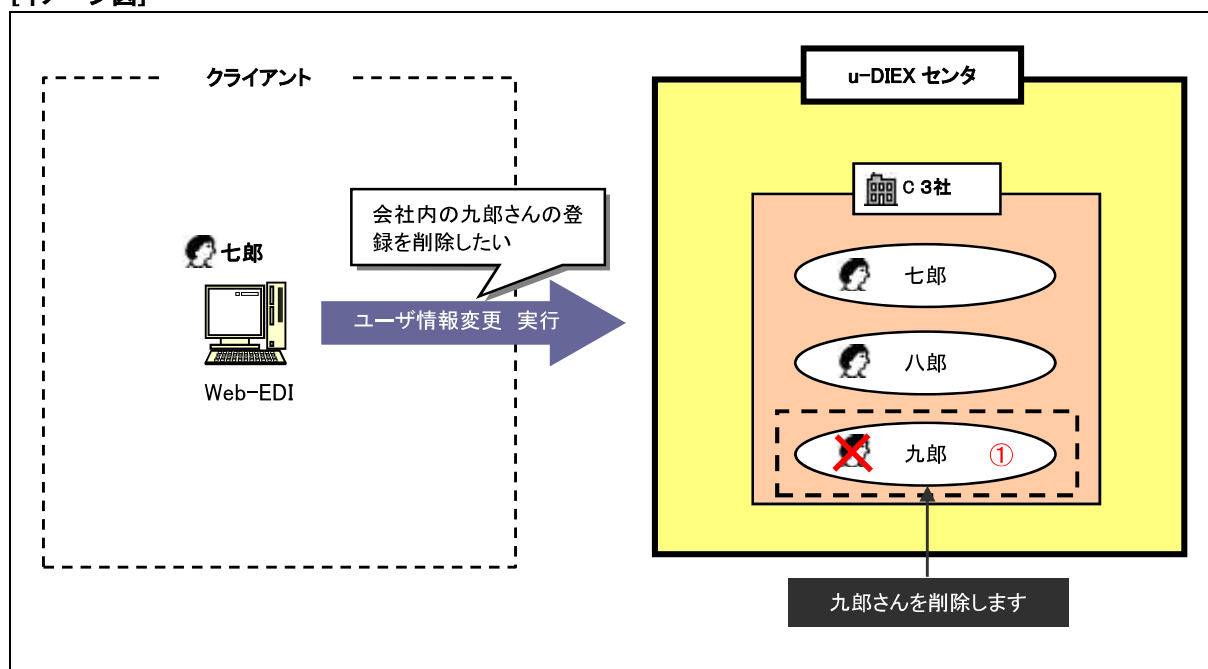 [イメージ図]
クライアント
u-DIEX センタ
C 3社
会社内の九郎さんの登
録を削除したい
七郎
七郎
ユーザ情報変更 実行
八郎
Web-EDI
九郎 ①
九郎さんを削除します